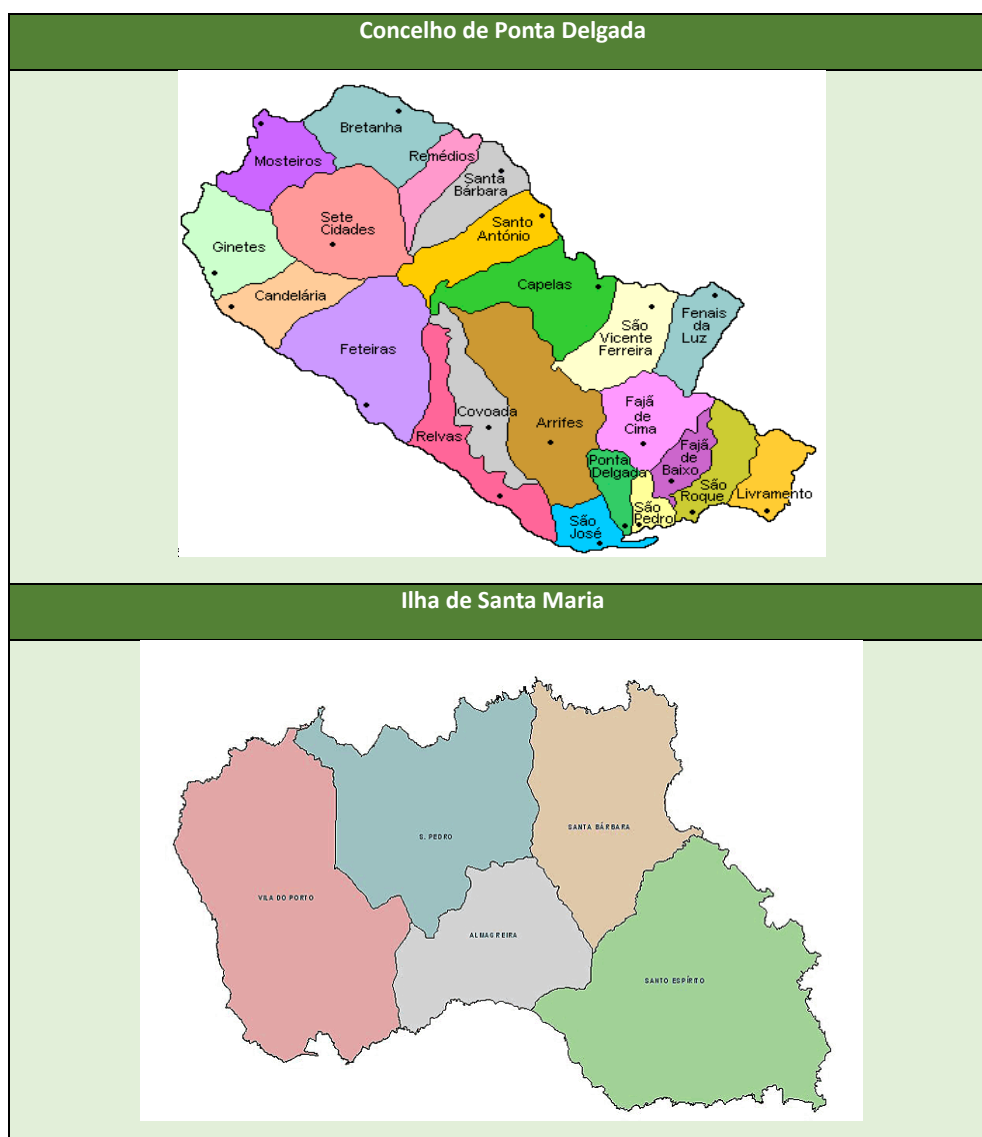 Concelho de Ponta Delgada
Bretanha
Remédios
Mosteiros
Santa
Bárbara
Sete
Cidades
Santo
António
Ginetes
Capelas
Candelária
Fenais
da
Luz
São
Vicente
Ferreira
Feteiras
Fajã
de
Cima
Covoada
Arrifes
Relvas
Fajã
de
Baixo
Ponta
Delgada
São
Roque
Livramento
São
Pedro
São
José
Ilha de Santa Maria
SANTA BÁRBARA
S. PEDRO
VILA DO PORTO
ALMAGREIRA
SANTO ESPÍRITO